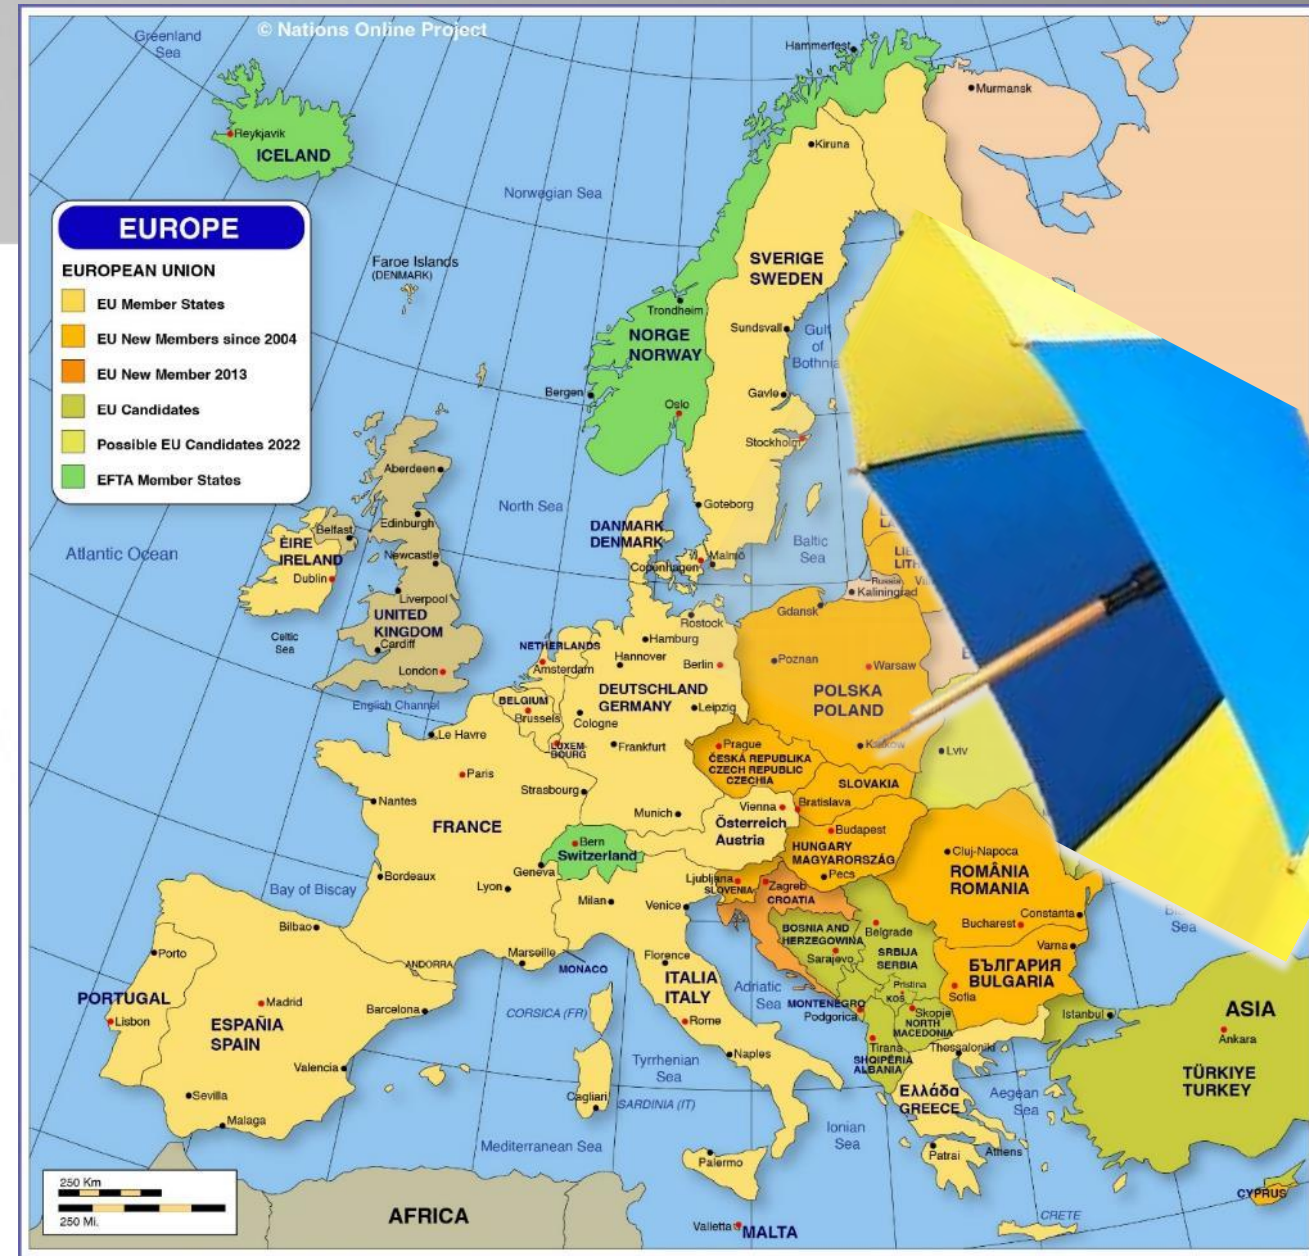 © Nations Online Project
Greenland
Sea
Hammerfest
Murmansk
Reykjavik
ICELAND
Kiruna
Norwegian Sea
EUROPE
EUROPEAN UNION
EU Member States
EU New Members since 2004
EU New Member 2013
EU Candidates
Possible EU Candidates 2022
EFTA Member States
Faroe Islands
(DENMARK)
SVERIGE
SWEDEN
Trondheim
NORGE
NORWAY
Sundsvall
Gulf
of
Bergen
Gavle
Oslo
Stockholm
Aberdeen
North Sea
Goteborg
Edinburgh
DANMARK
DENMARK
Baltic
Sea
Belfast
Atlantic Ocean
ÈIRE
IRELAND
Newcastle
Malmö
Copenhagen
Dublin
Russia
Kaliningrad
Liverpool
Gdansk
UNITED
KINGDOM
Rostock
Celtic
Sea
Cardiff
NETHERLANDS
Hamburg
Hannover
Berlin
Poznan
Warsaw
London
Amsterdam
DEUTSCHLAND
GERMANY
POLSKA
POLAND
English Channel
BELGIUM
Brussels
Cologne
Leipzig
Le Havre
LUXEM-
BOURG
Frankfurt
Prague
Krakow
Lviv
ČESKÁ REPUBLIKA
CZECH REPUBLIC
CZECHIA
Paris
SLOVAKIA
Strasbourg
Nantes
Munich
Vienna
Bratislava
FRANCE
Österreich
Austria
Budapest
Bern
Switzerland
HUNGARY
MAGYARORSZÁG
Cluj-Napoca
Geneva
Bordeaux
Lyon
Pecs
ROMÂNIA
ROMANIA
Bay of Biscay
Ljubljana
SLOVENIA
Zagreb
CROATIA
Milan
Venice
Constanta
Bucharest
Bilbao
BOSNIA AND
HERZEGOWINA
Belgrade
Sea
Porto
Marseille
Florence
Sarajevo
SRBIJA
SERBIA
Varna
ANDORRA
MONACO
ITALIA
ITALY
БЪЛГАРИЯ
BULGARIA
PORTUGAL
Madrid
Adriatic
Sea
Pristina
KOS
Sofia
Lisbon
Barcelona
CORSICA (FR)
MONTENEGRO
Podgorica
Skopje
NORTH
MACEDONIA
Istanbul
ASIA
ESPAÑIA
SPAIN
Rome
Ankara
Tirana
SHQIPËRIA
ALBANIA
Thessaloniki
Naples
Valencia
Tyrrhenian
Sea
TÜRKIYE
TURKEY
Sevilla
Cagliari
SARDINIA (IT)
Ελλάδα
GREECE
Aegean
Sea
Malaga
Ionian
Sea
Mediterranean Sea
Patrai
Athens
Palermo
250 Km
250 Mi.
CYPRUS
AFRICA
CRETE
Valletta
MALTA